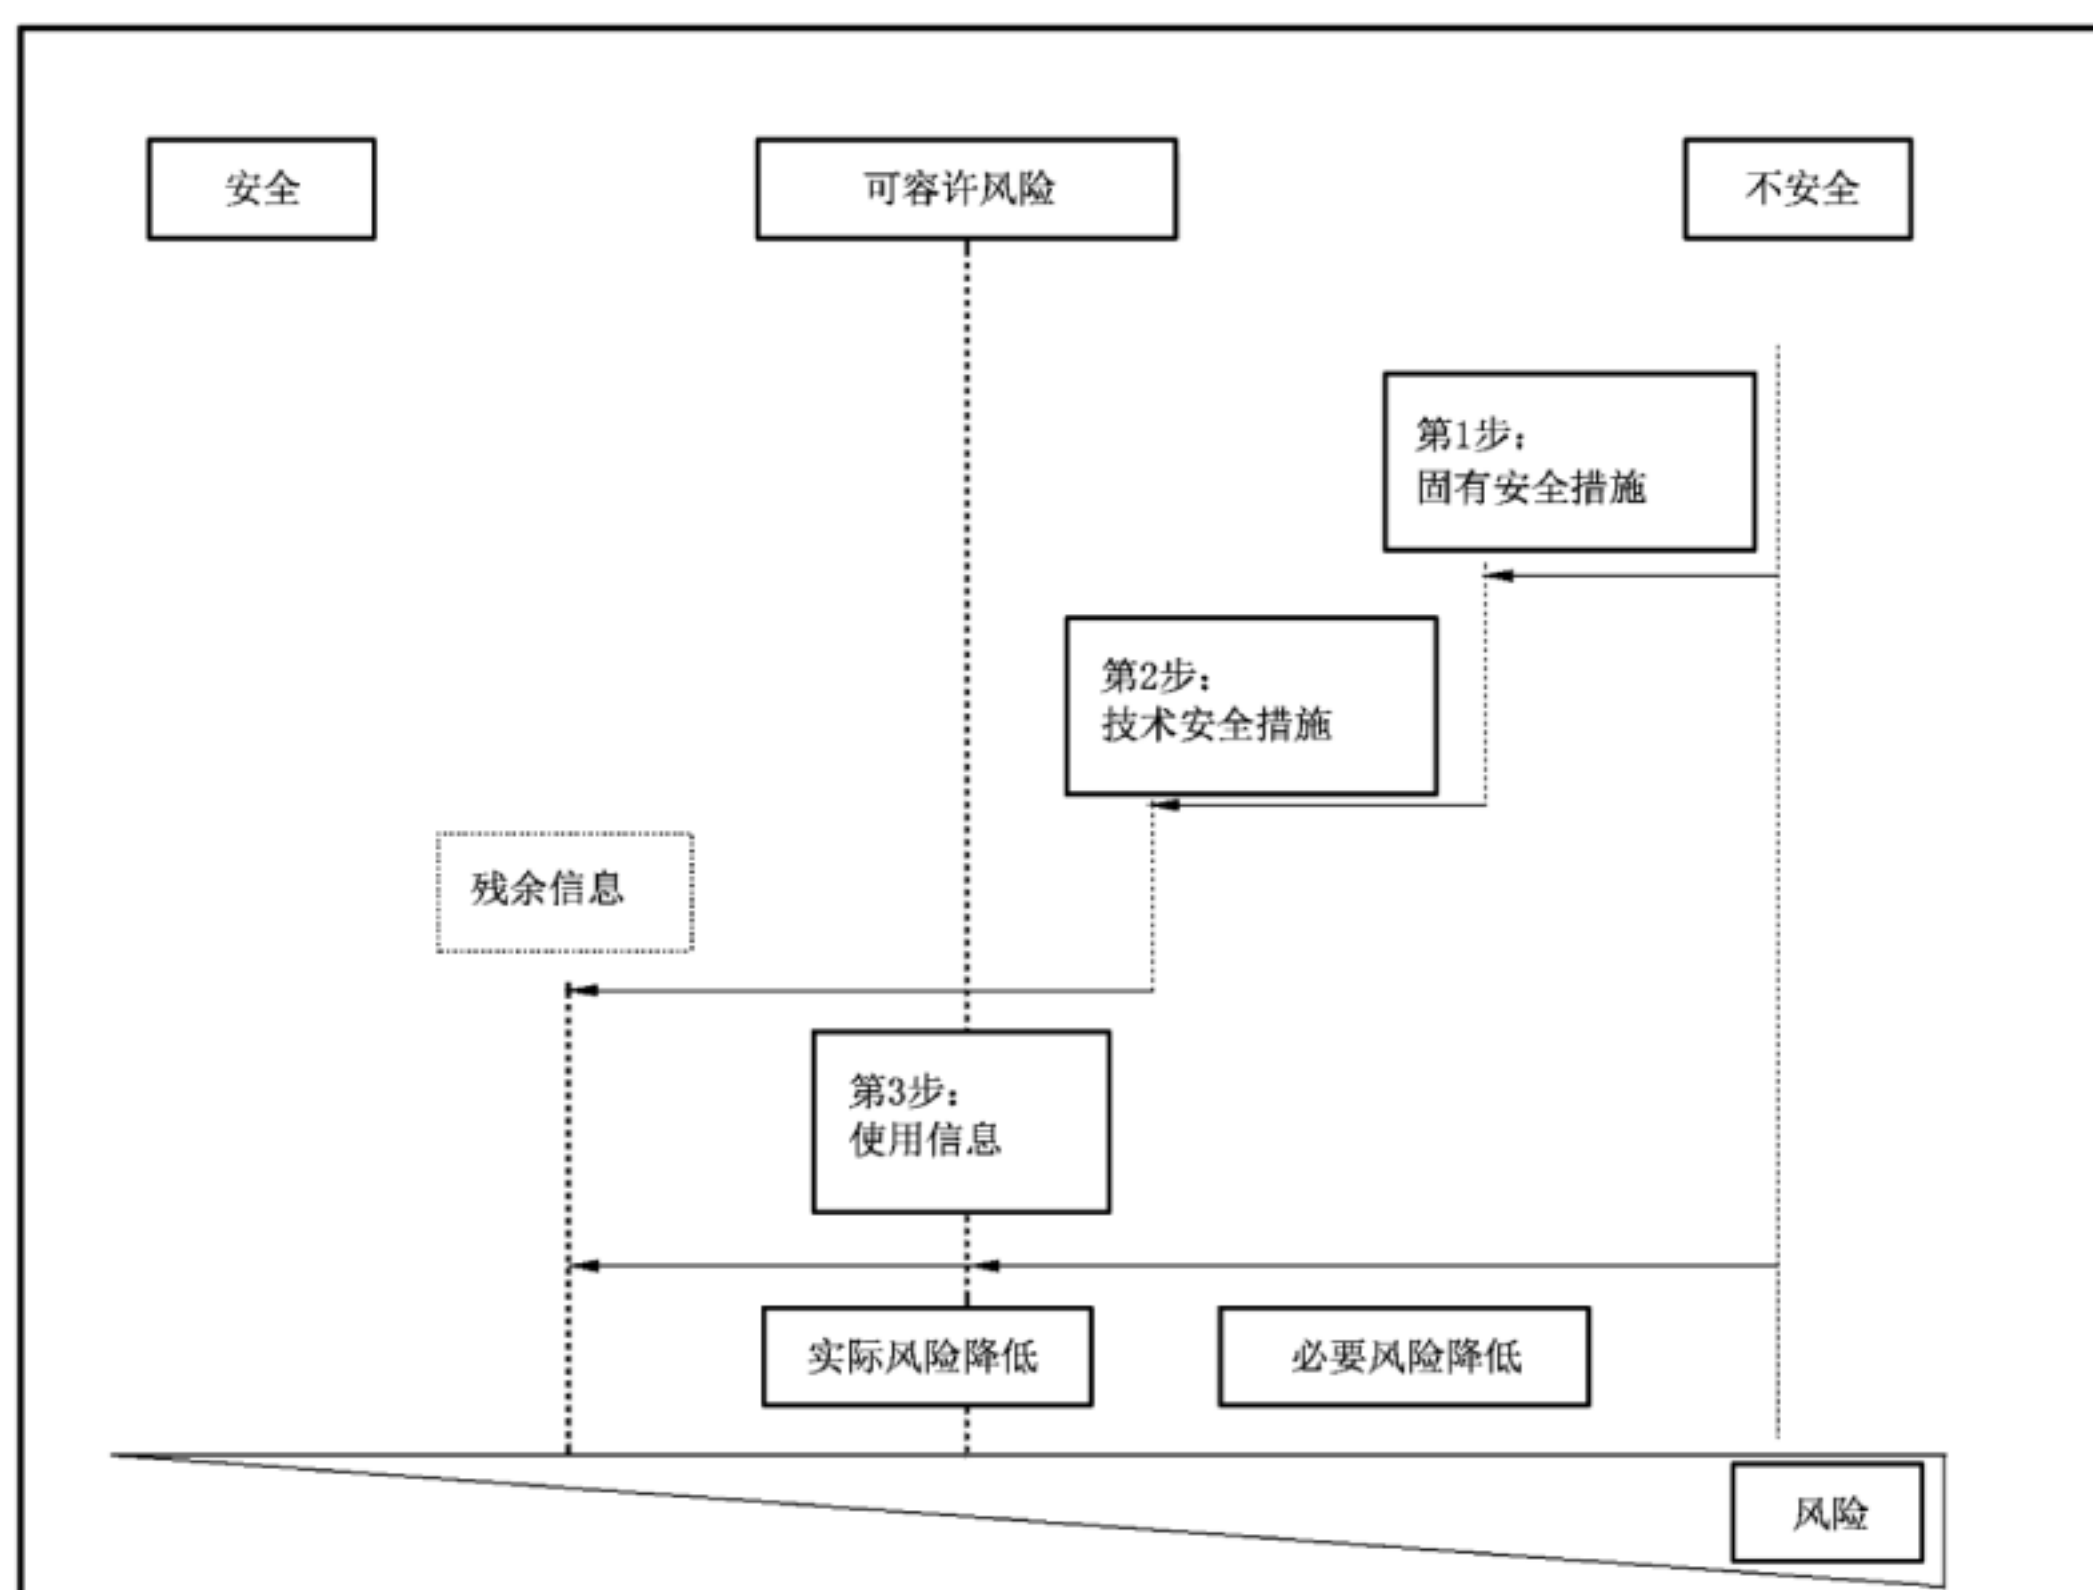 安全
可容许风险
不安全
第1步：
固有安全措施
第2步：
技术安全措施
残余信息
第3步：
使用信息
实际风险降低
必要风险降低
风险